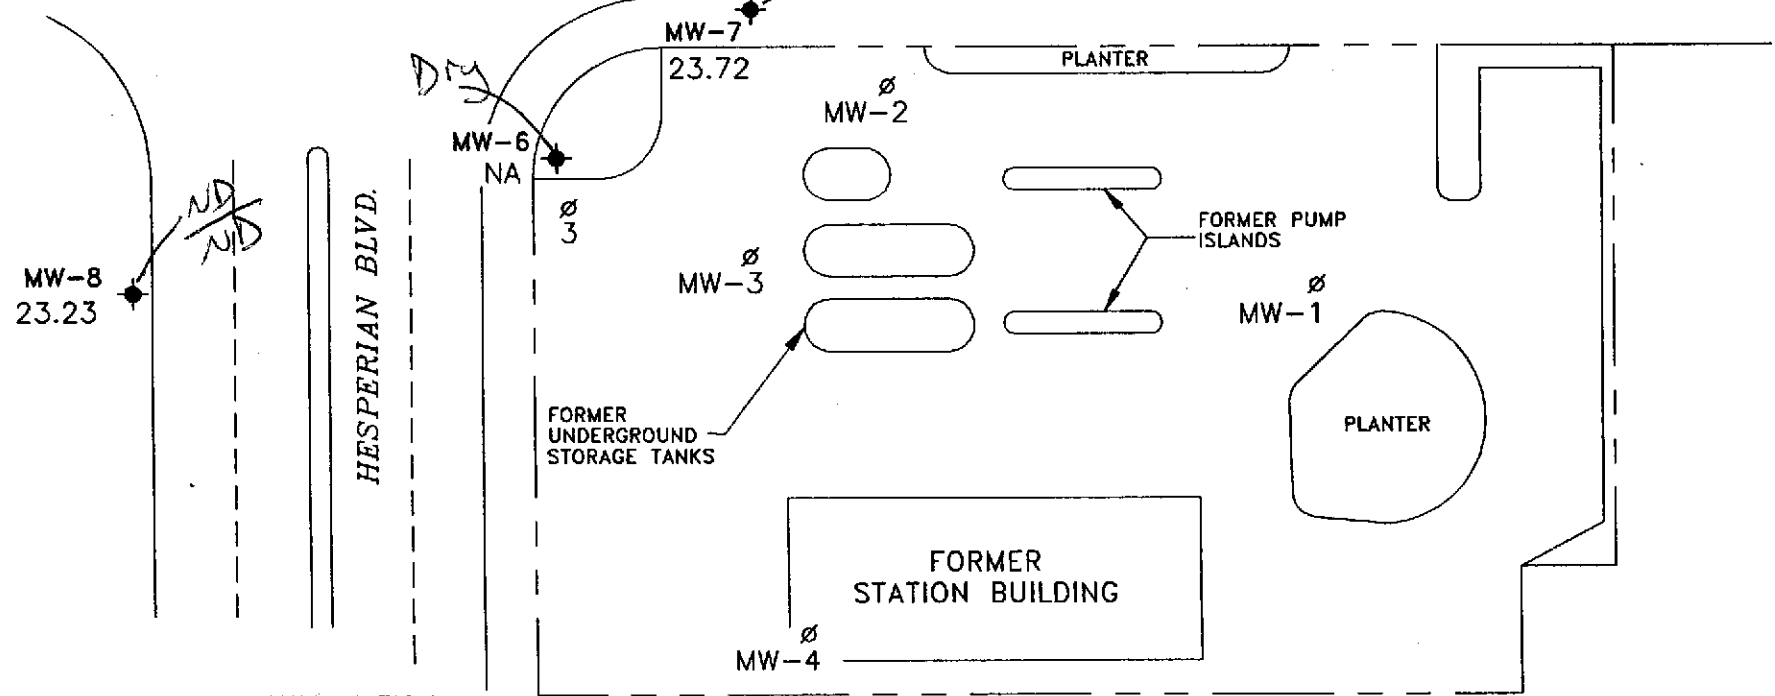 MW-7
23.72
PLANTER
Dry
MW-2
MW-6
NA
3
ND
ND
HESPERIAN BLVD.
FORMER PUMP
ISLANDS
MW-3
MW-8
23.23
MW-1
FORMER
UNDERGROUND
STORAGE TANKS
PLANTER
FORMER
STATION BUILDING
MW-4